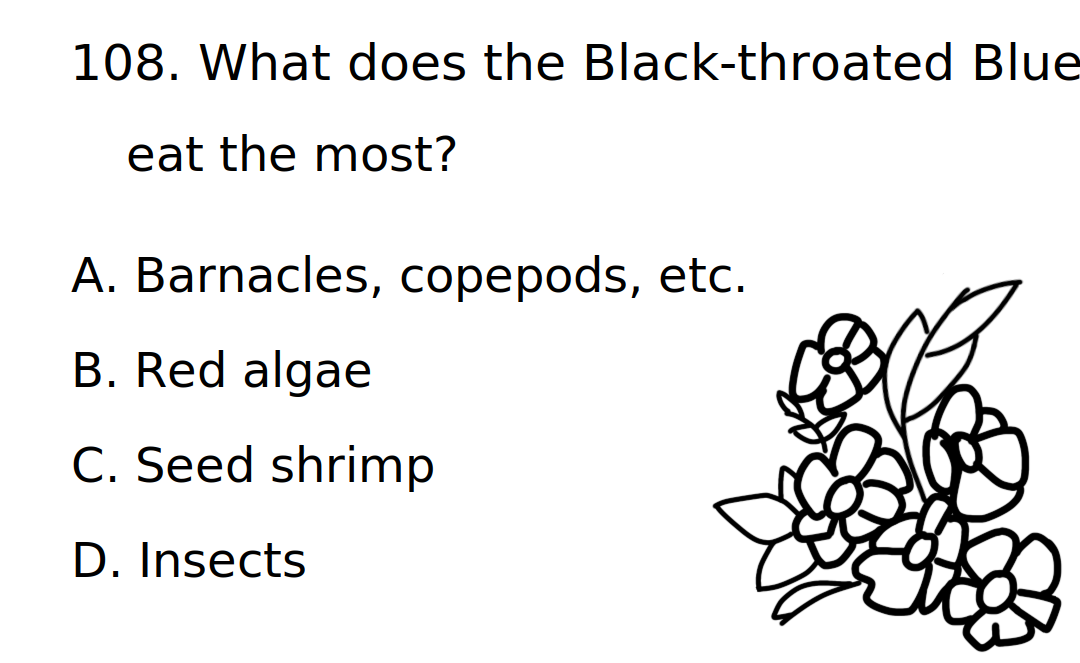 108. What does the Black-throated Blue
eat the most?
A. Barnacles, copepods, etc.
B. Red algae
C. Seed shrimp
D. Insects